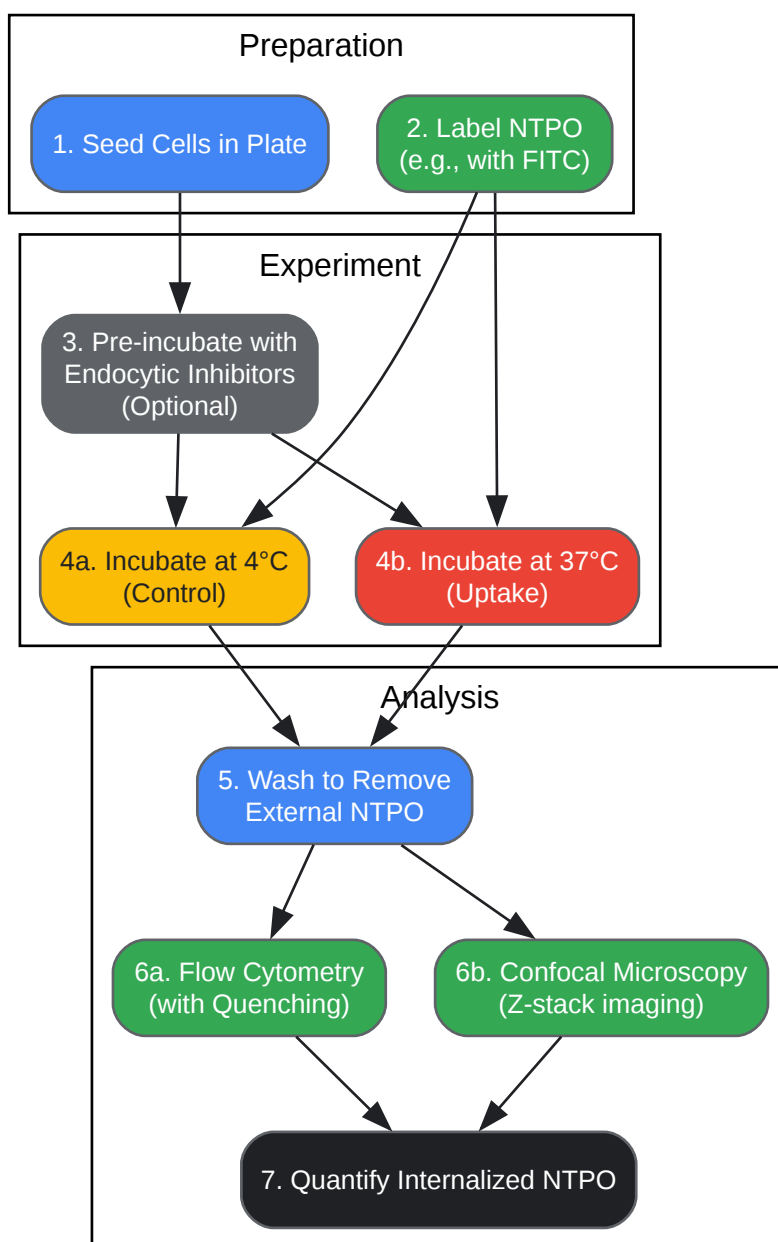 Preparation
1. Seed Cells in Plate
2. Label NTPO
(e.g., with FITC)
Experiment
3. Pre-incubate with
Endocytic Inhibitors
(Optional)
4a. Incubate at 4°C
(Control)
4b. Incubate at 37°C
(Uptake)
Analysis
5. Wash to Remove
External NTPO
6a. Flow Cytometry
(with Quenching)
6b. Confocal Microscopy
(Z-stack imaging)
7. Quantify Internalized NTPO